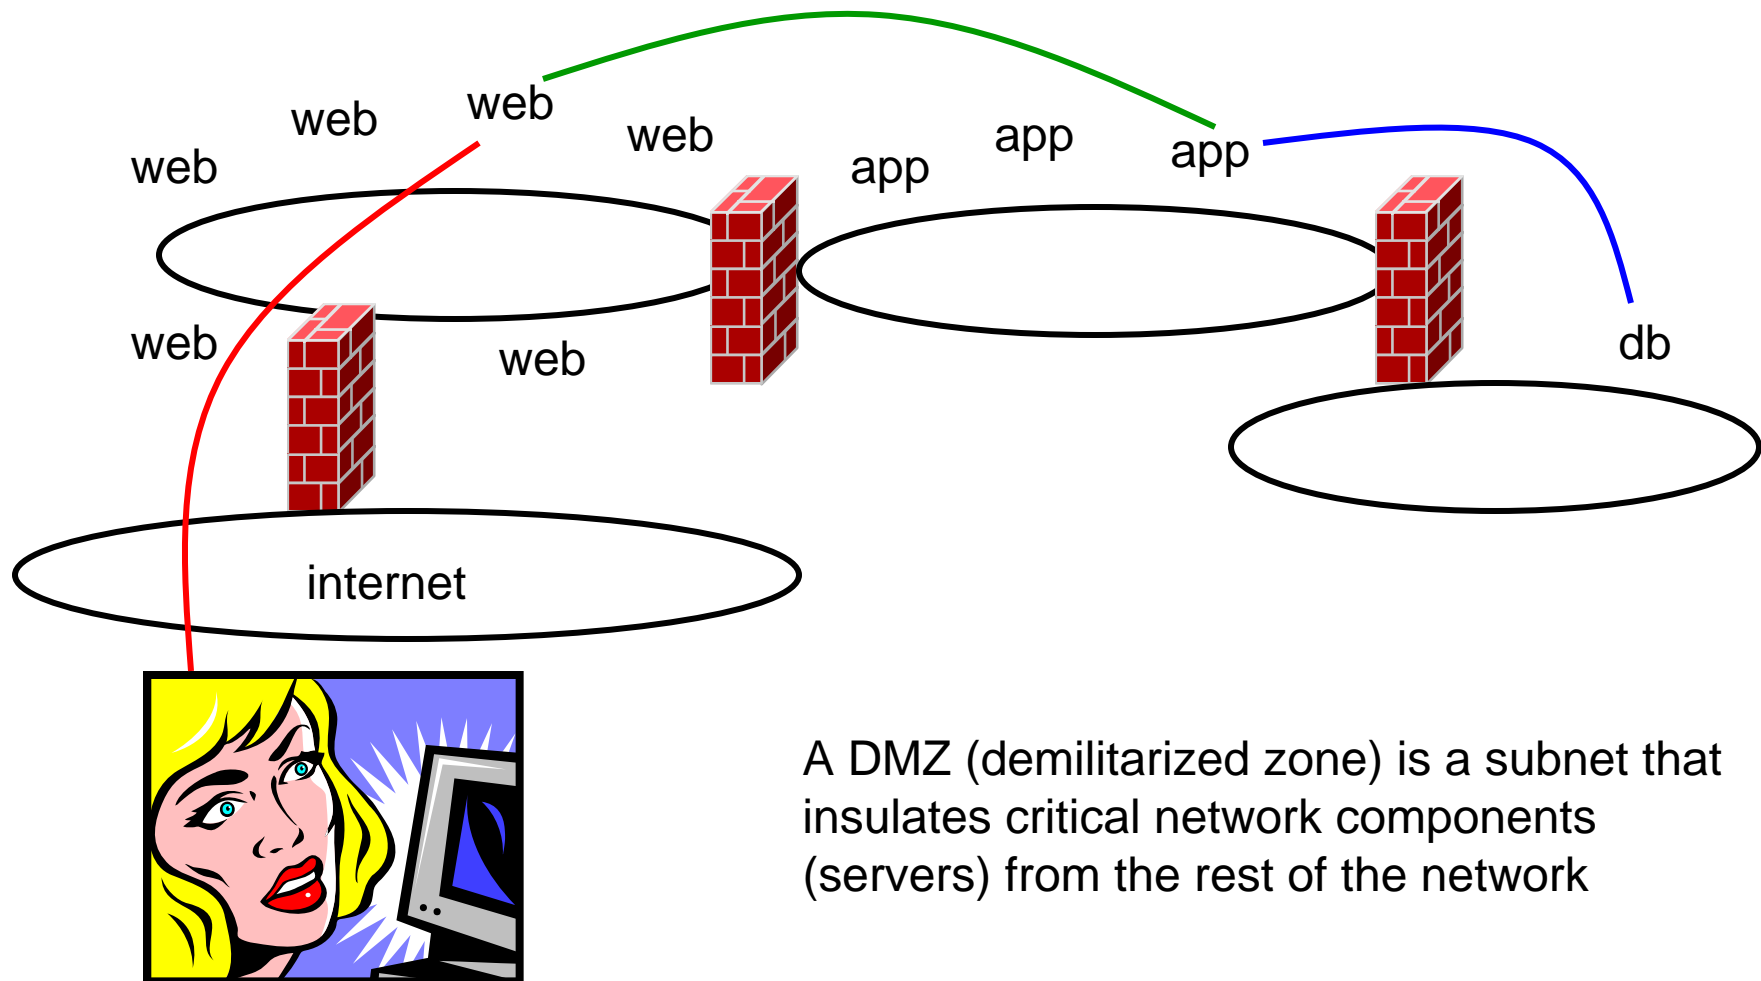 web
web
web
web
app
app
app
web
web
db
internet
A DMZ (demilitarized zone) is a subnet that
insulates critical network components
(servers) from the rest of the network